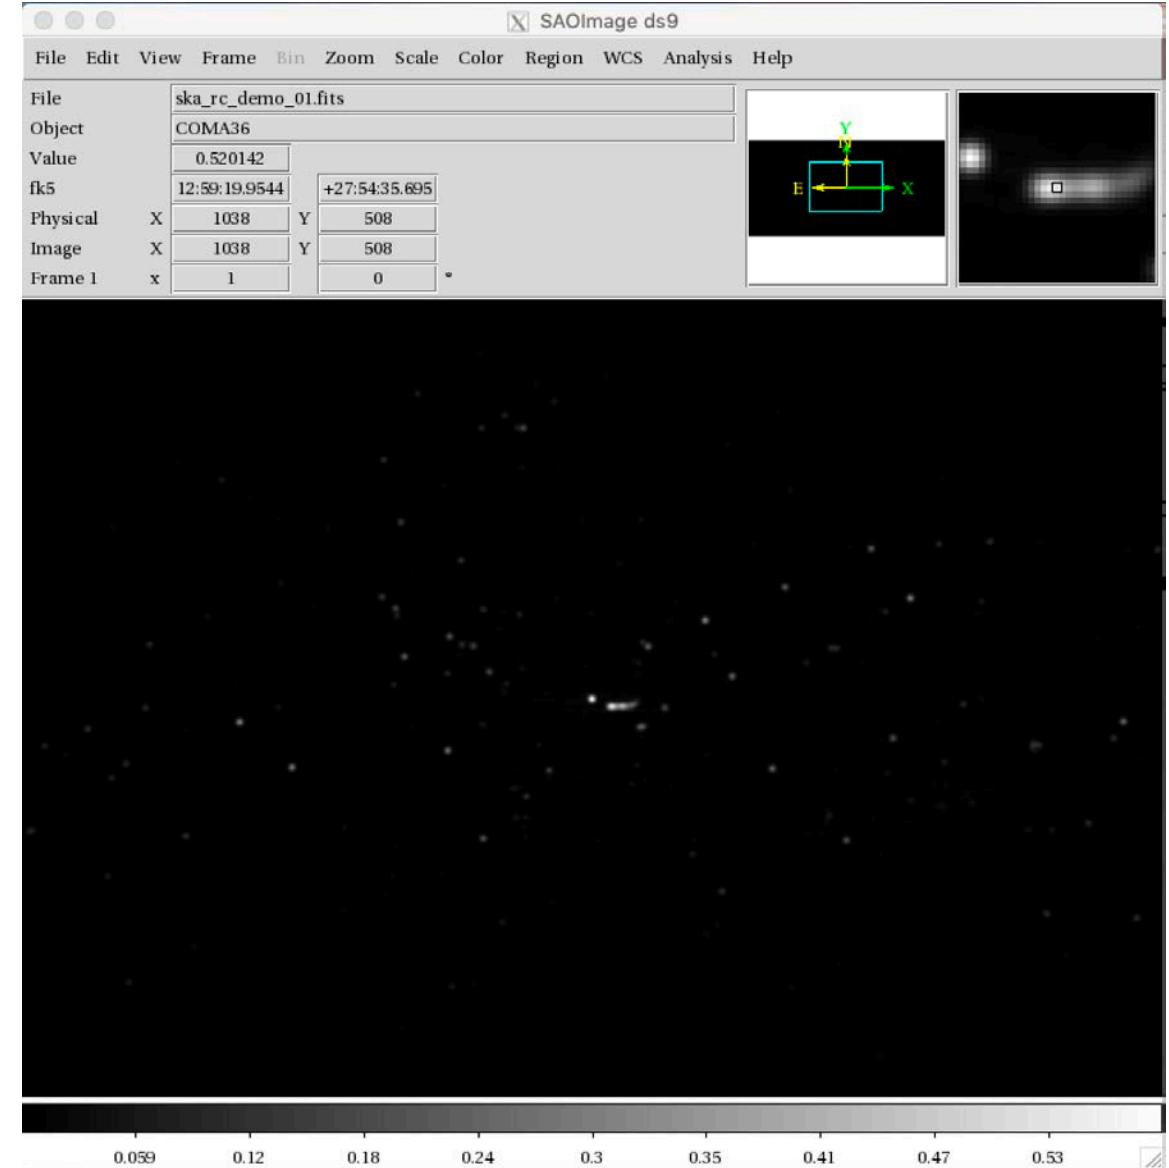 SAOImage ds9
File Edit View Frame Bin Zoom Scale Color Region WCS Analysis Help
File ska_rc_demo_01.fits
Object COMA36
Value 0.520142
fk5 12:59:19.9544 +27:54:35.695
Physical X 1038 Y 508
Image X 1038 Y 508
Frame 1 x 1 0 °
Y
N
E X
0.059 0.12 0.18 0.24 0.3 0.35 0.41 0.47 0.53